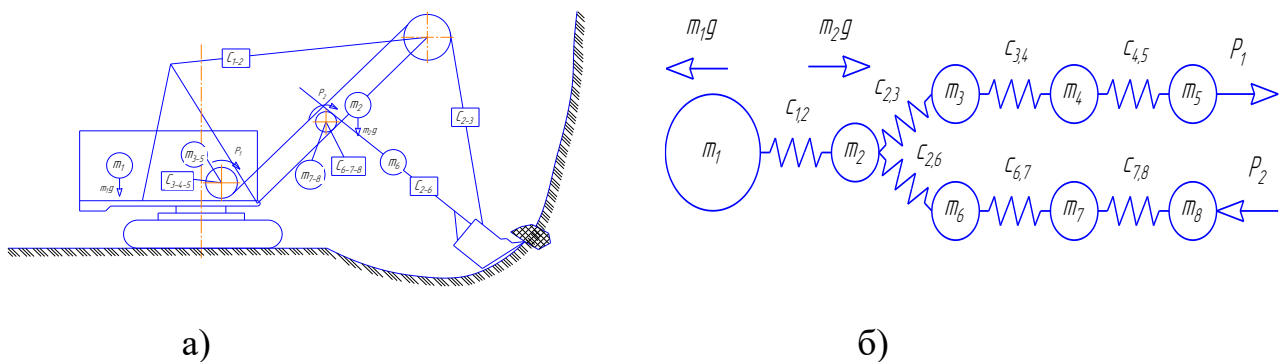 C₁₋₂
P₂
m₂
m₂g
C₂₋₃
m₁
m₁g
m₃₋₅
P₁
C₃₋₄₋₅
m₇₋₈
C₆₋₇₋₈
m₆
C₂₋₆
а)
m₁g
m₂g
C₃,₄
C₄,₅
P₁
C₁,₂
C₂,₃
m₃
m₄
m₅
m₁
m₂
C₂,₆
C₆,₇
C₇,₈
P₂
m₆
m₇
m₈
б)